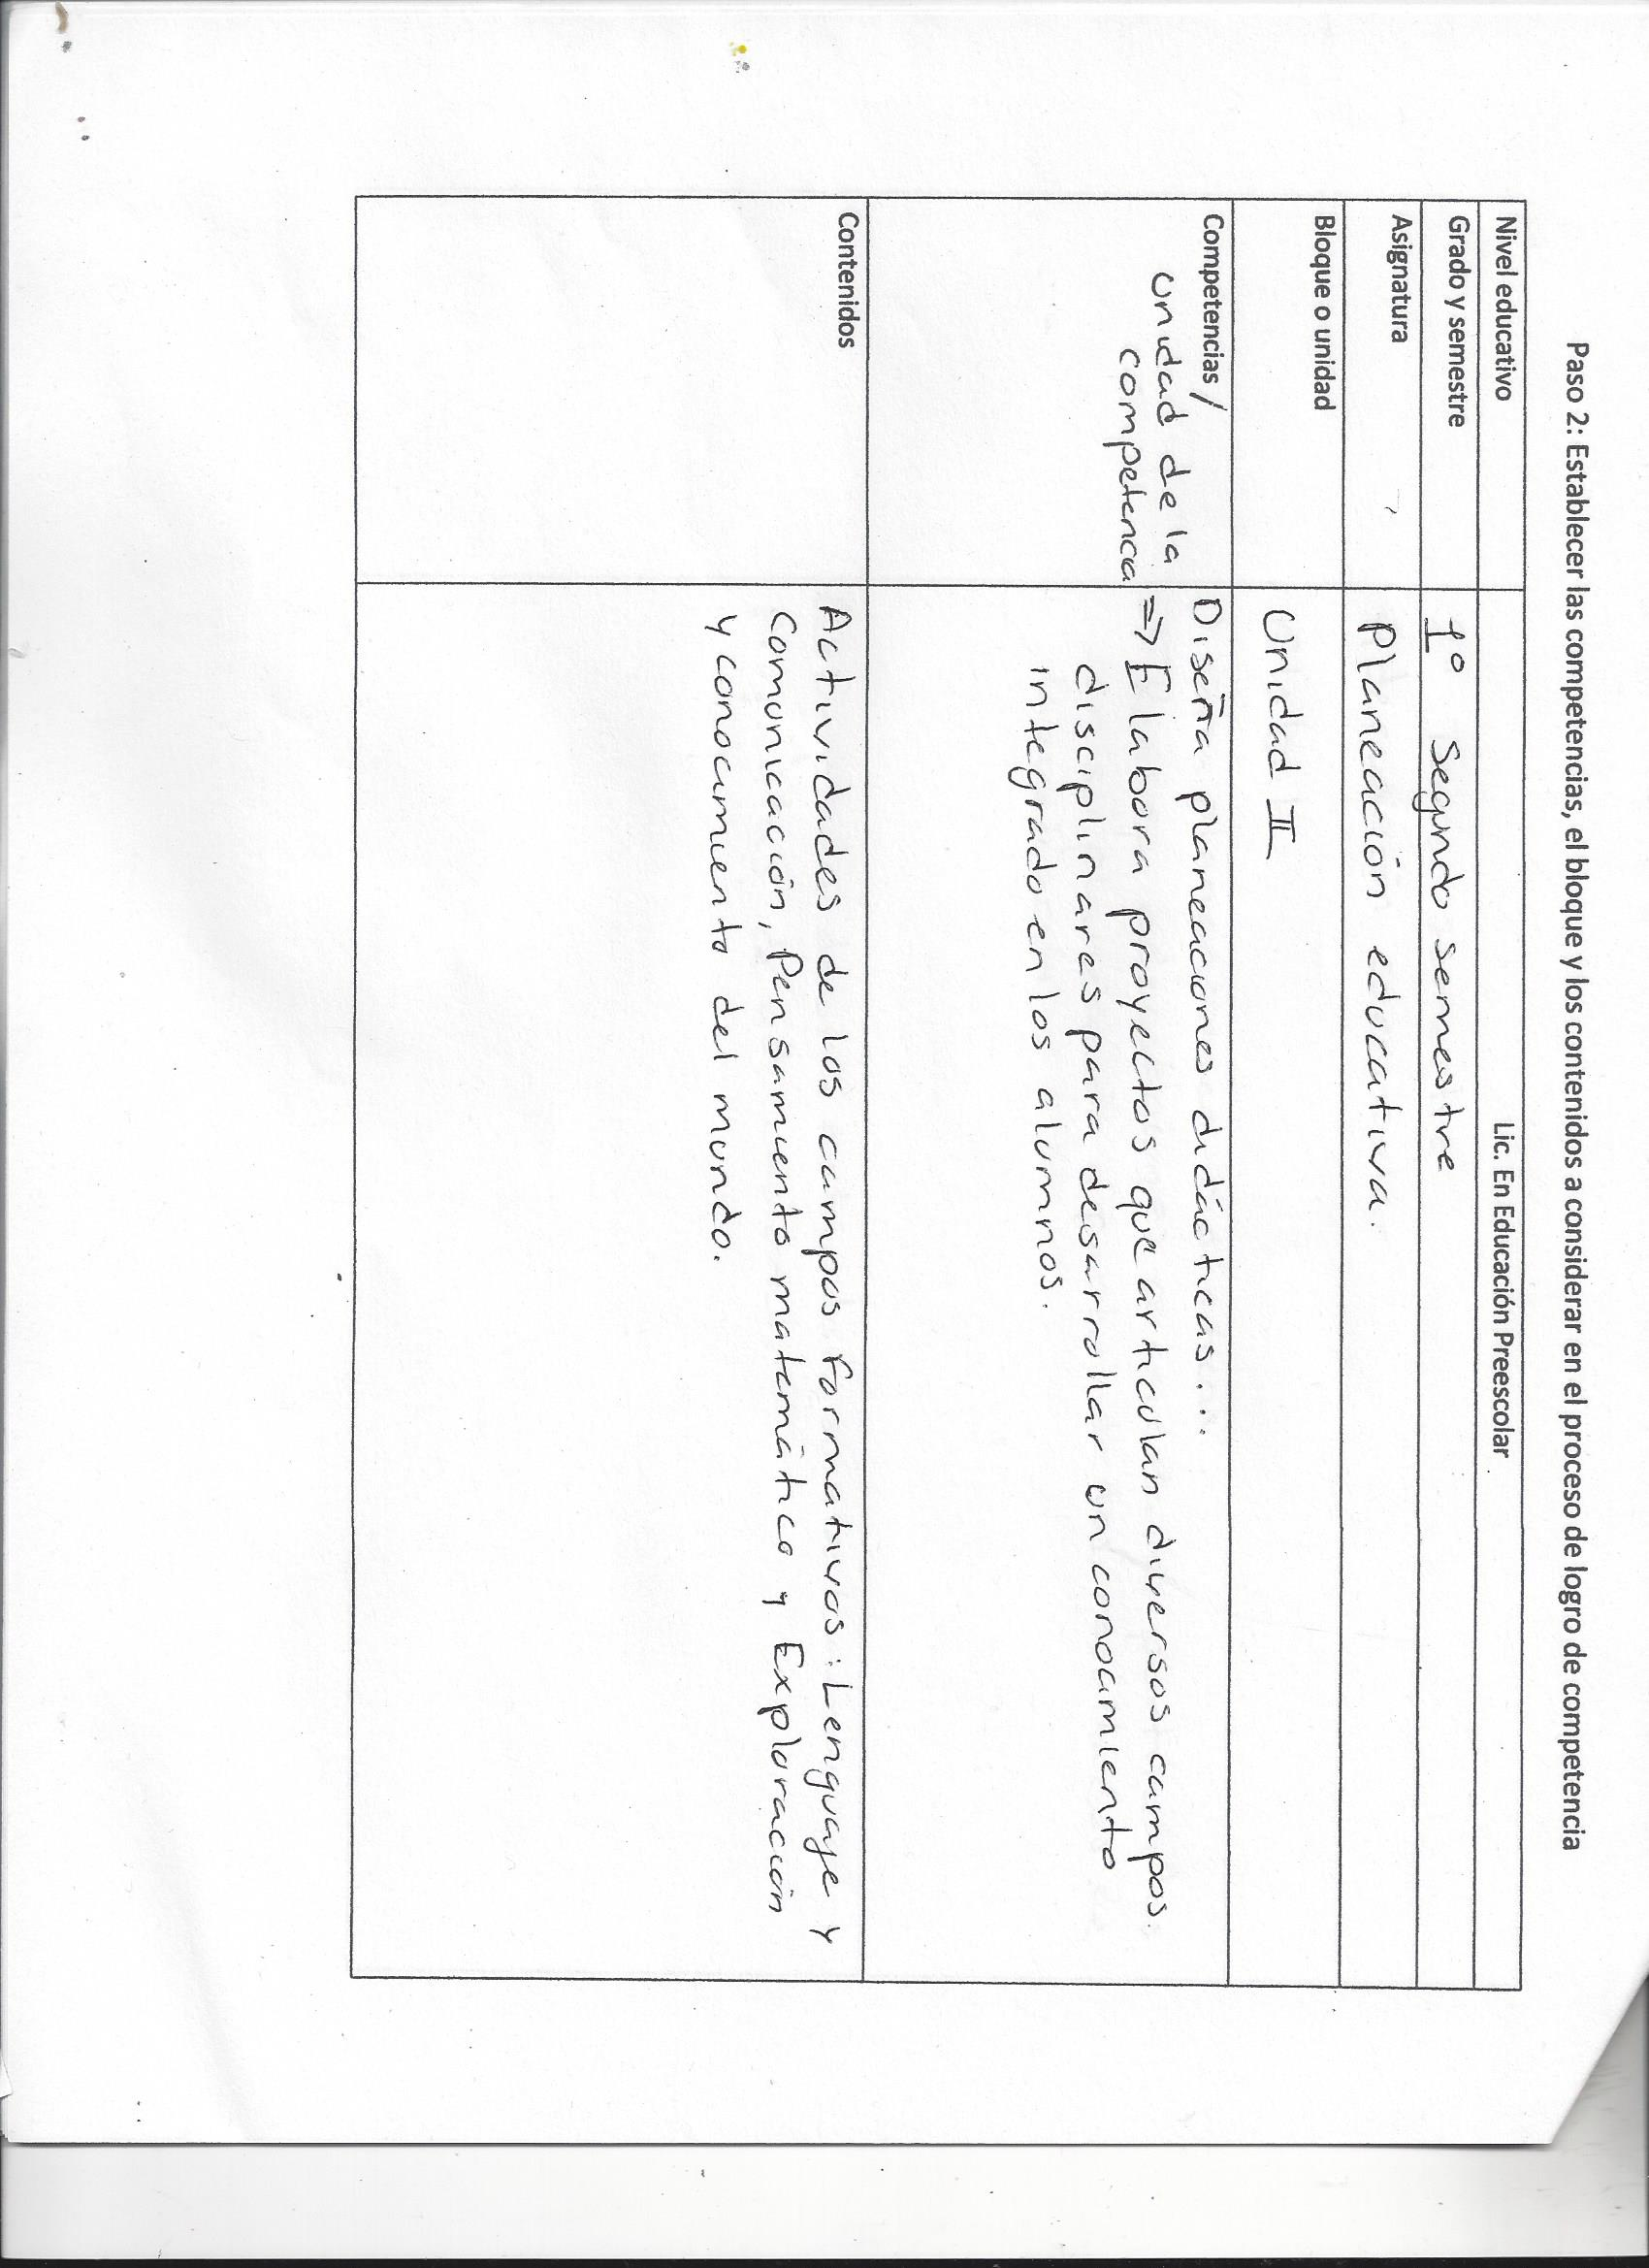 Paso 2: Establecer las competencias, el bloque y los contenidos a considerar en el proceso de logro de competencia
Nivel educativo
Lic. En Educación Preescolar
Grado y semestre
1º Segundo semestre
Asignatura
Planeación educativa.
Bloque o unidad
Unidad II
Competencias /
unidad de la
competencia
Diseña planeaciones didácticas...
=> Elabora proyectos que articulan diversos campos
disciplinares para desarrollar un conocimiento
integrado en los alumnos.
Contenidos
Actividades de los campos formativos: Lenguaje y
Comunicación, Pensamiento matemático y Exploración
y conocimiento del mundo.